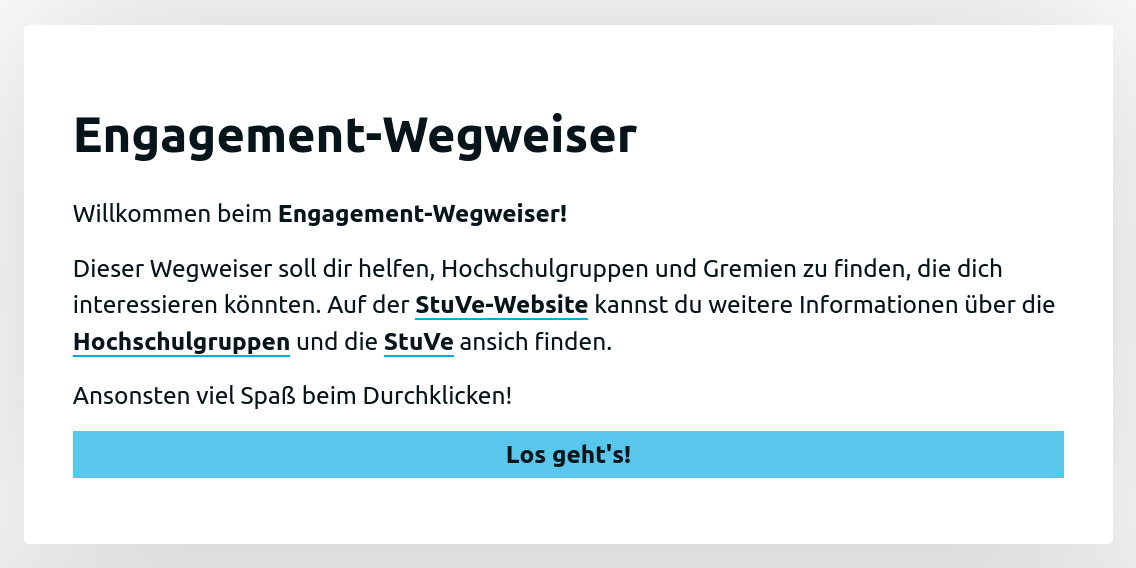 Engagement-Wegweiser
Willkommen beim Engagement-Wegweiser!
Dieser Wegweiser soll dir helfen, Hochschulgruppen und Gremien zu finden, die dich
interessieren könnten. Auf der StuVe-Website kannst du weitere Informationen über die
Hochschulgruppen und die StuVe ansich finden.
Ansonsten viel Spaß beim Durchklicken!
Los geht's!